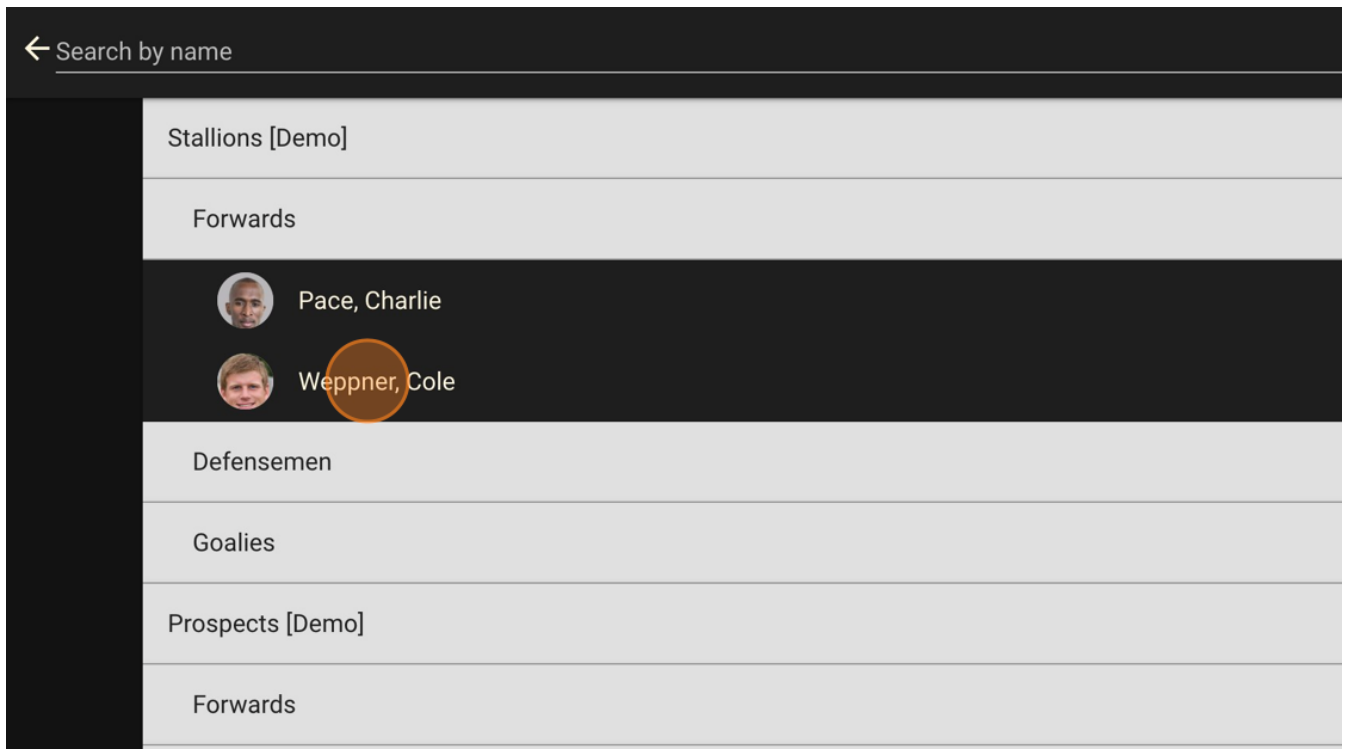 Search by name
Stallions [Demo]
Forwards
Pace, Charlie
Weppner, Cole
Defensemen
Goalies
Prospects [Demo]
Forwards